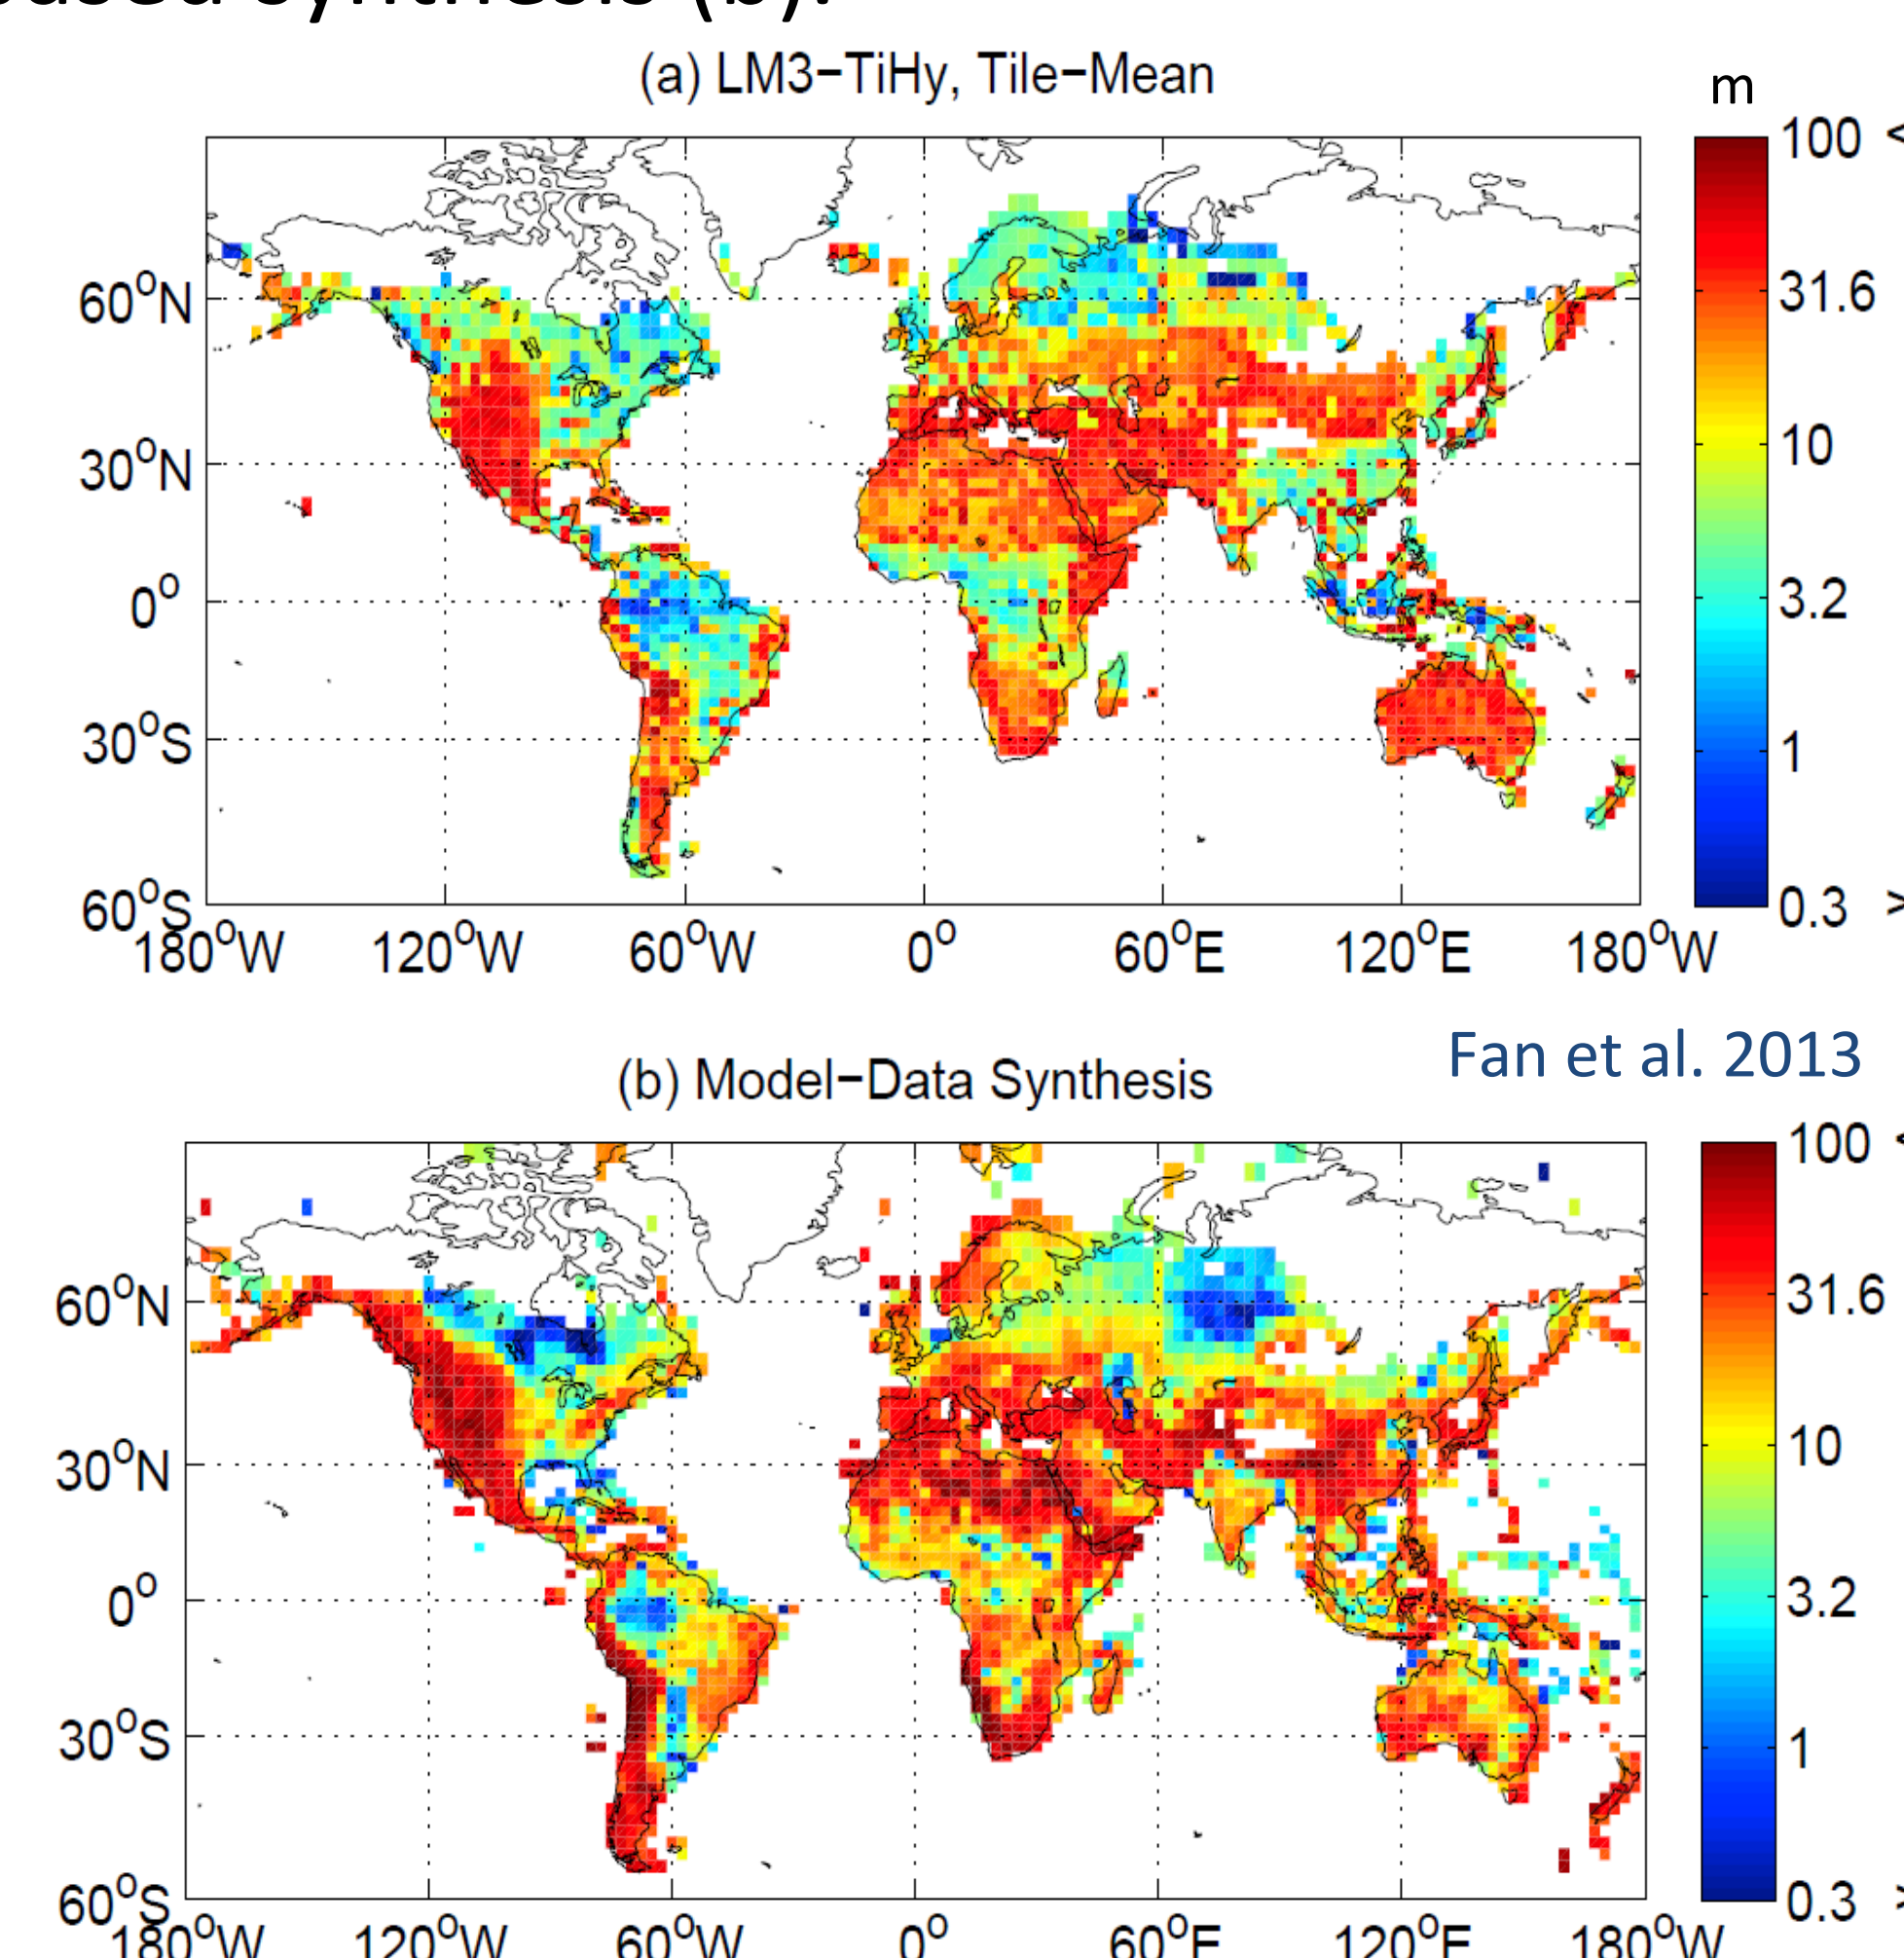 (b).
(a) LM3−TiHy, Tile−Mean
m
100 <
60°N
31.6
30°N
10
0°
3.2
30°S
1
60°S
0.3 >
180°W 120°W 60°W 0° 60°E 120°E 180°W
Fan et al. 2013
(b) Model−Data Synthesis
100 <
60°N
31.6
30°N
10
0°
3.2
30°S
1
60°S
0.3 >
180°W 120°W 60°W 0° 60°E 120°E 180°W